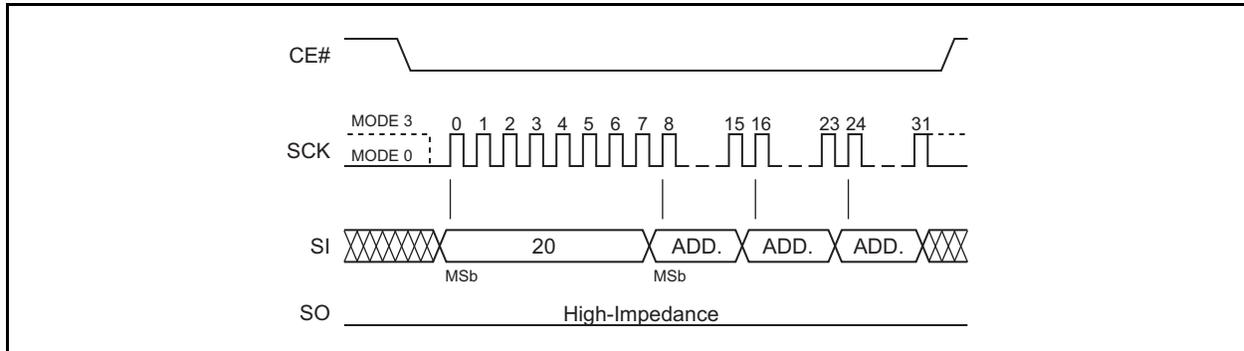 CE#
MODE 3
0 1 2 3 4 5 6 7 8 15 16 23 24 31
SCK
MODE 0
SI 20 ADD. ADD. ADD.
MSb MSb
SO High-Impedance